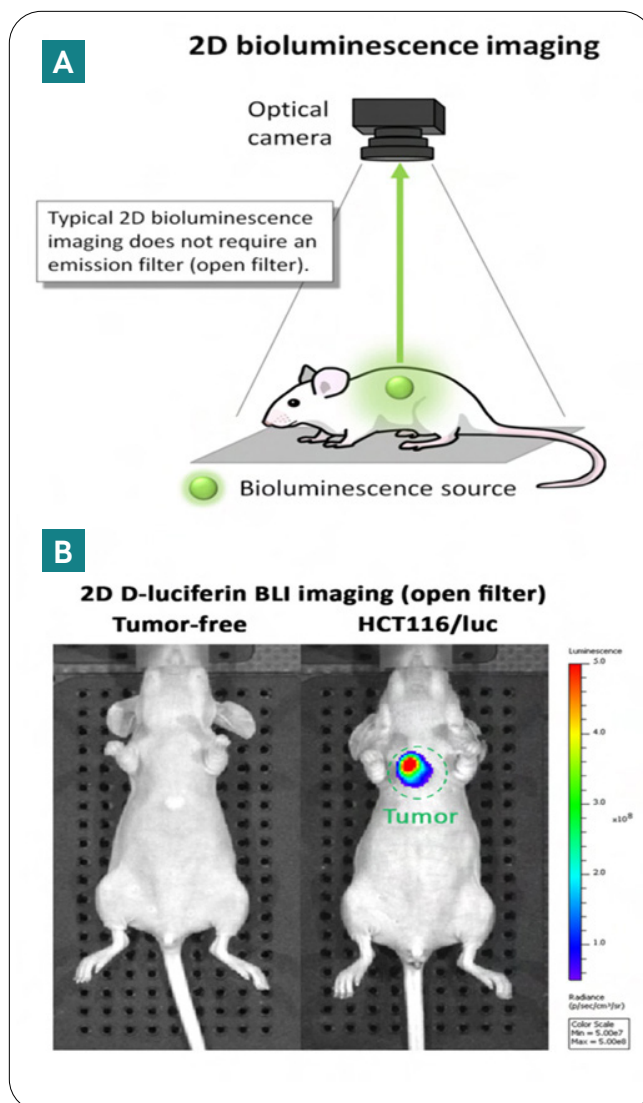 A
2D bioluminescence imaging
Optical
camera
Typical 2D bioluminescence
imaging does not require an
emission filter (open filter).
Bioluminescence source
B
2D D-luciferin BLI imaging (open filter)
Tumor-free
HCT116/luc
Tumor
Luminescence
5.0
4.0
3.0
x10⁸
2.0
1.0
Radiance
(p/sec/cm²/sr)
Color Scale
Min = 5.00e7
Max = 5.00e8